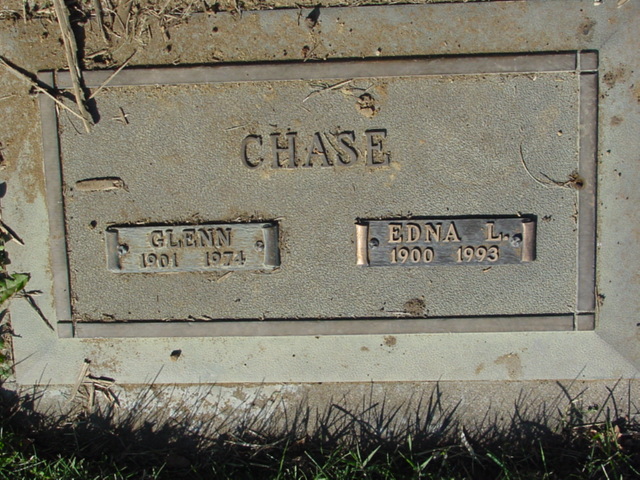 CHASE
GLENN
1901 1974
EDNA L.
1900 1993